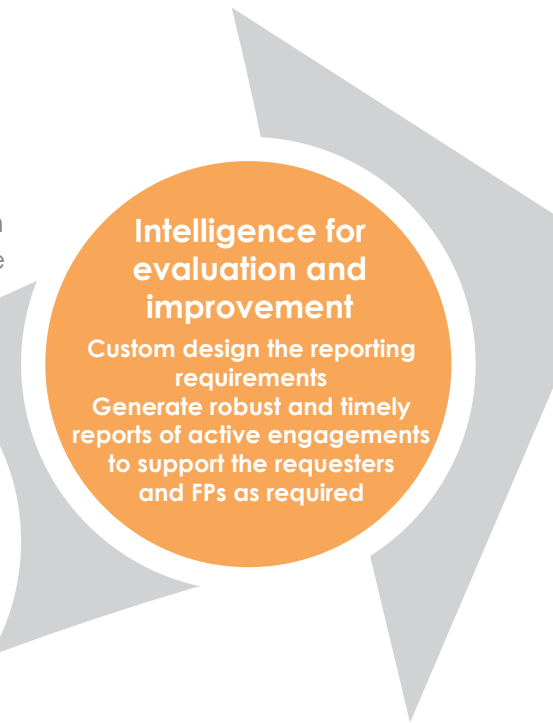 Intelligence for
evaluation and
improvement
Custom design the reporting
requirements
Generate robust and timely
reports of active engagements
to support the requesters
and FPs as required